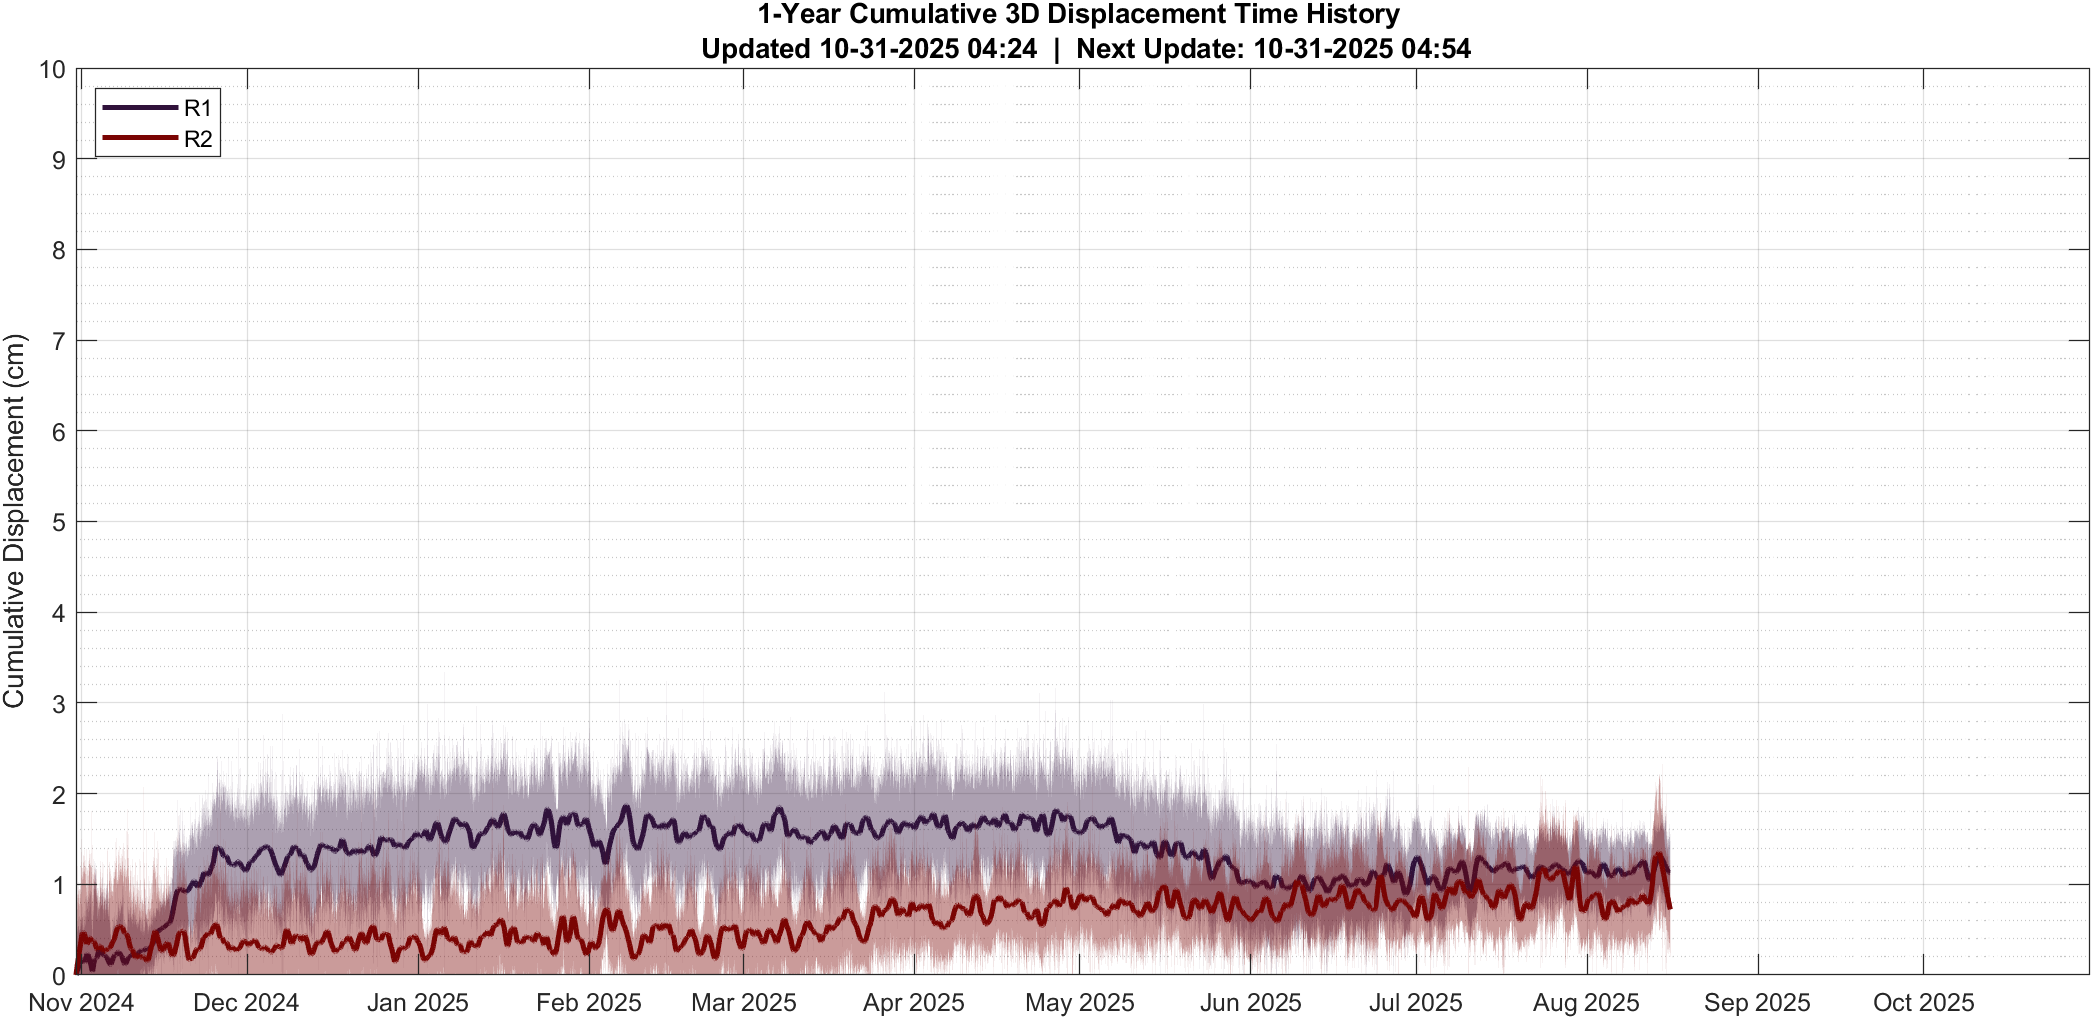 1-Year Cumulative 3D Displacement Time History
Updated 10-31-2025 04:24 | Next Update: 10-31-2025 04:54
R1
R2
Cumulative Displacement (cm)
10
9
8
7
6
5
4
3
2
1
0
Nov 2024 Dec 2024 Jan 2025 Feb 2025 Mar 2025 Apr 2025 May 2025 Jun 2025 Jul 2025 Aug 2025 Sep 2025 Oct 2025